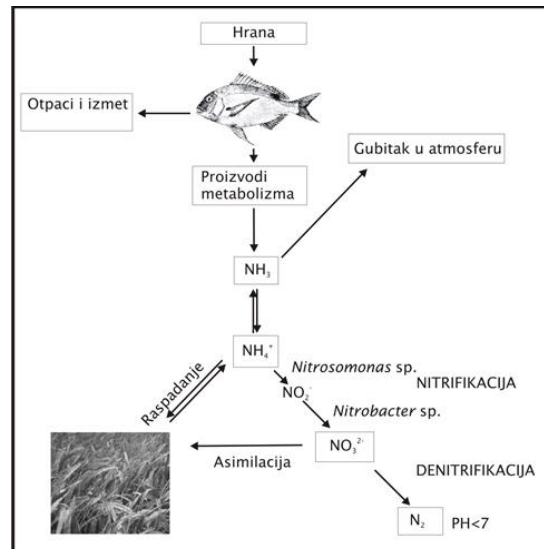 Hrana
Otpaci i izmet
Gubitak u atmosferu
Proizvodi
metabolizma
NH₃
NH₄⁺
Raspadanje
Nitrosomonas sp.
NITRIFIKACIJA
NO₂⁻
Nitrobacter sp.
NO₃²⁻
Asimilacija
DENITRIFIKACIJA
N₂
PH<7